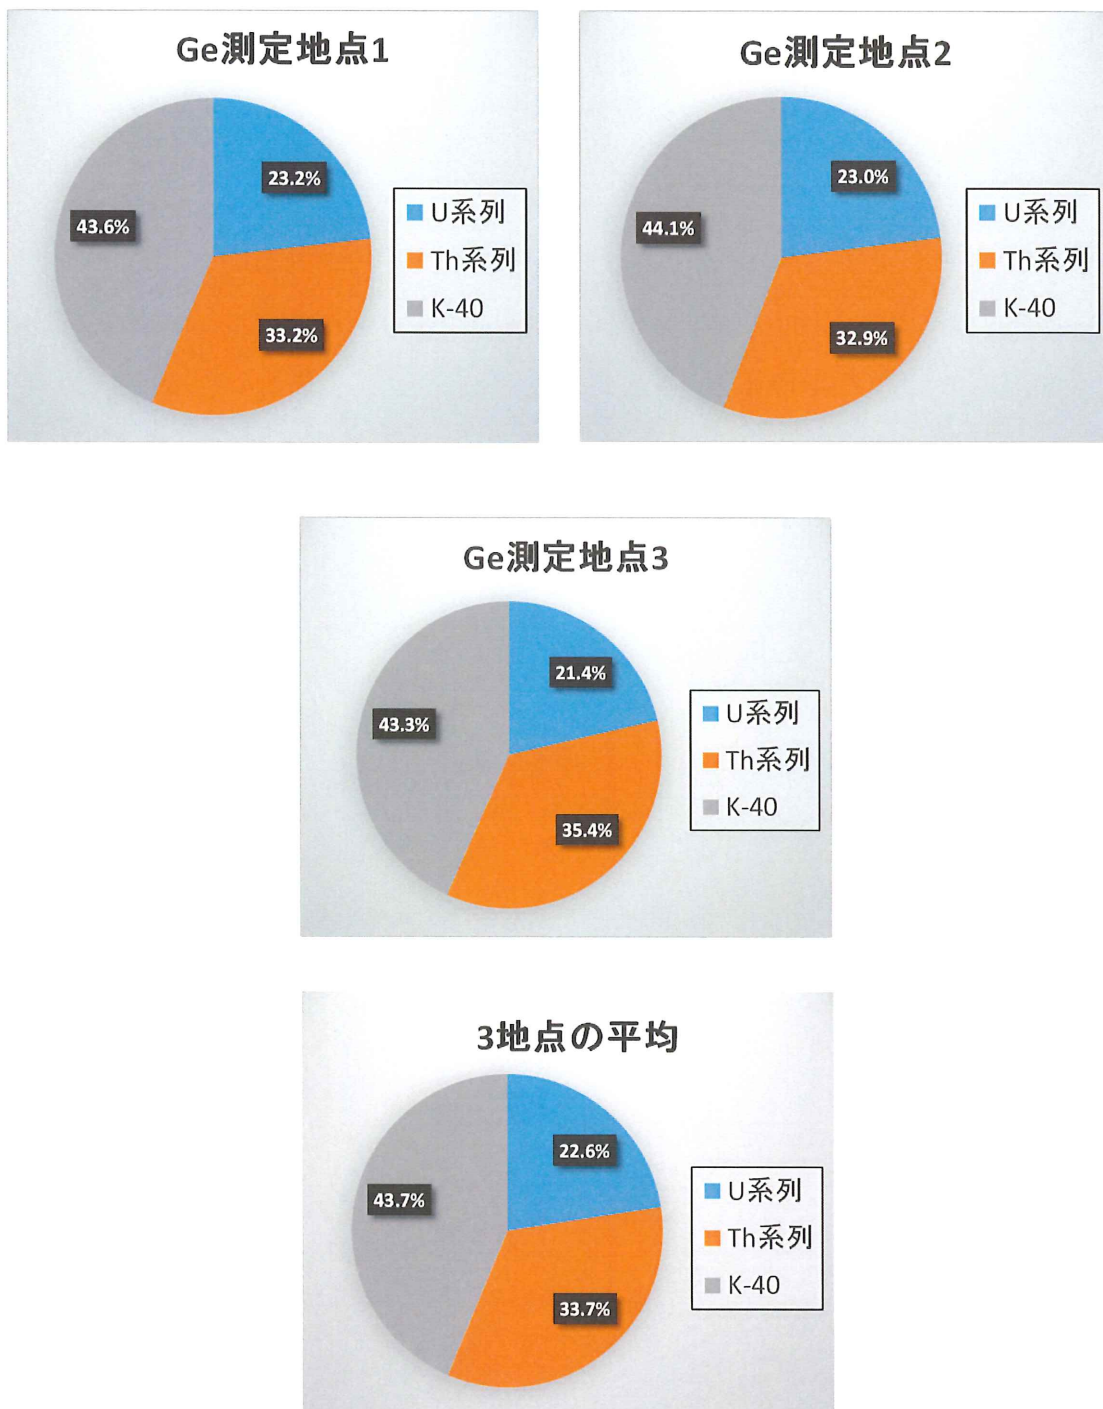 Ge測定地点1
23.2%
43.6%
33.2%
U系列
Th系列
K-40
Ge測定地点2
23.0%
44.1%
32.9%
U系列
Th系列
K-40
Ge測定地点3
21.4%
43.3%
35.4%
U系列
Th系列
K-40
3地点の平均
22.6%
43.7%
33.7%
U系列
Th系列
K-40